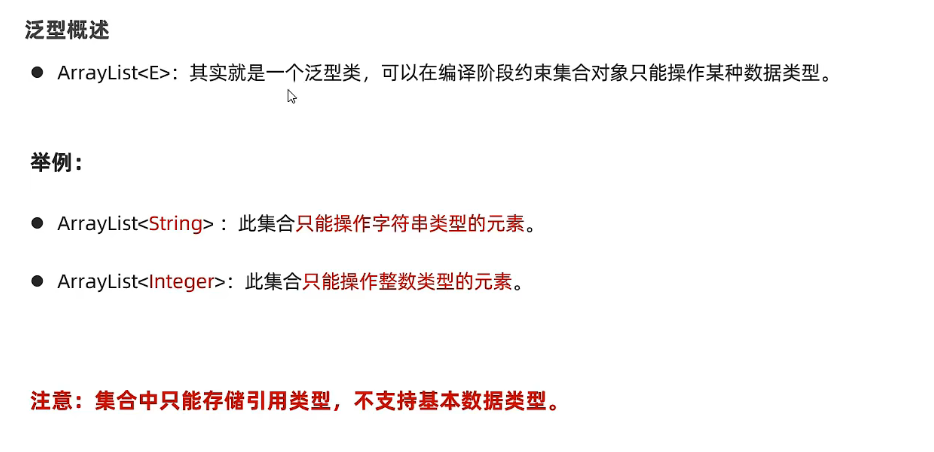 泛型概述
● ArrayList<E>：其实就是一个泛型类，可以在编译阶段约束集合对象只能操作某种数据类型。
举例：
● ArrayList<String>：此集合只能操作字符串类型的元素。
● ArrayList<Integer>：此集合只能操作整数类型的元素。
注意：集合中只能存储引用类型，不支持基本数据类型。